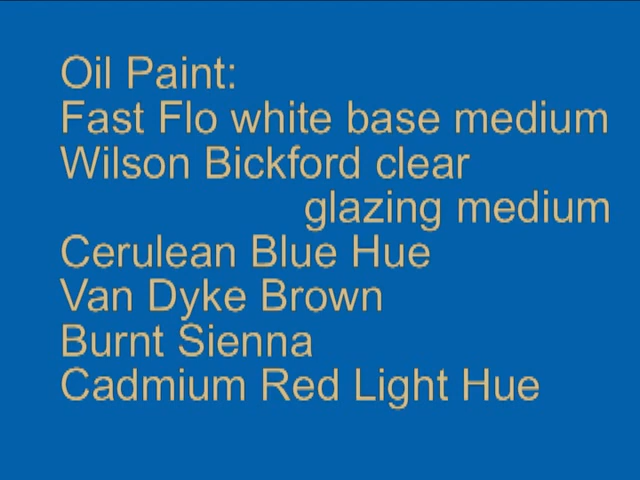 Oil Paint:
Fast Flo white base medium
Wilson Bickford clear
glazing medium
Cerulean Blue Hue
Van Dyke Brown
Burnt Sienna
Cadmium Red Light Hue